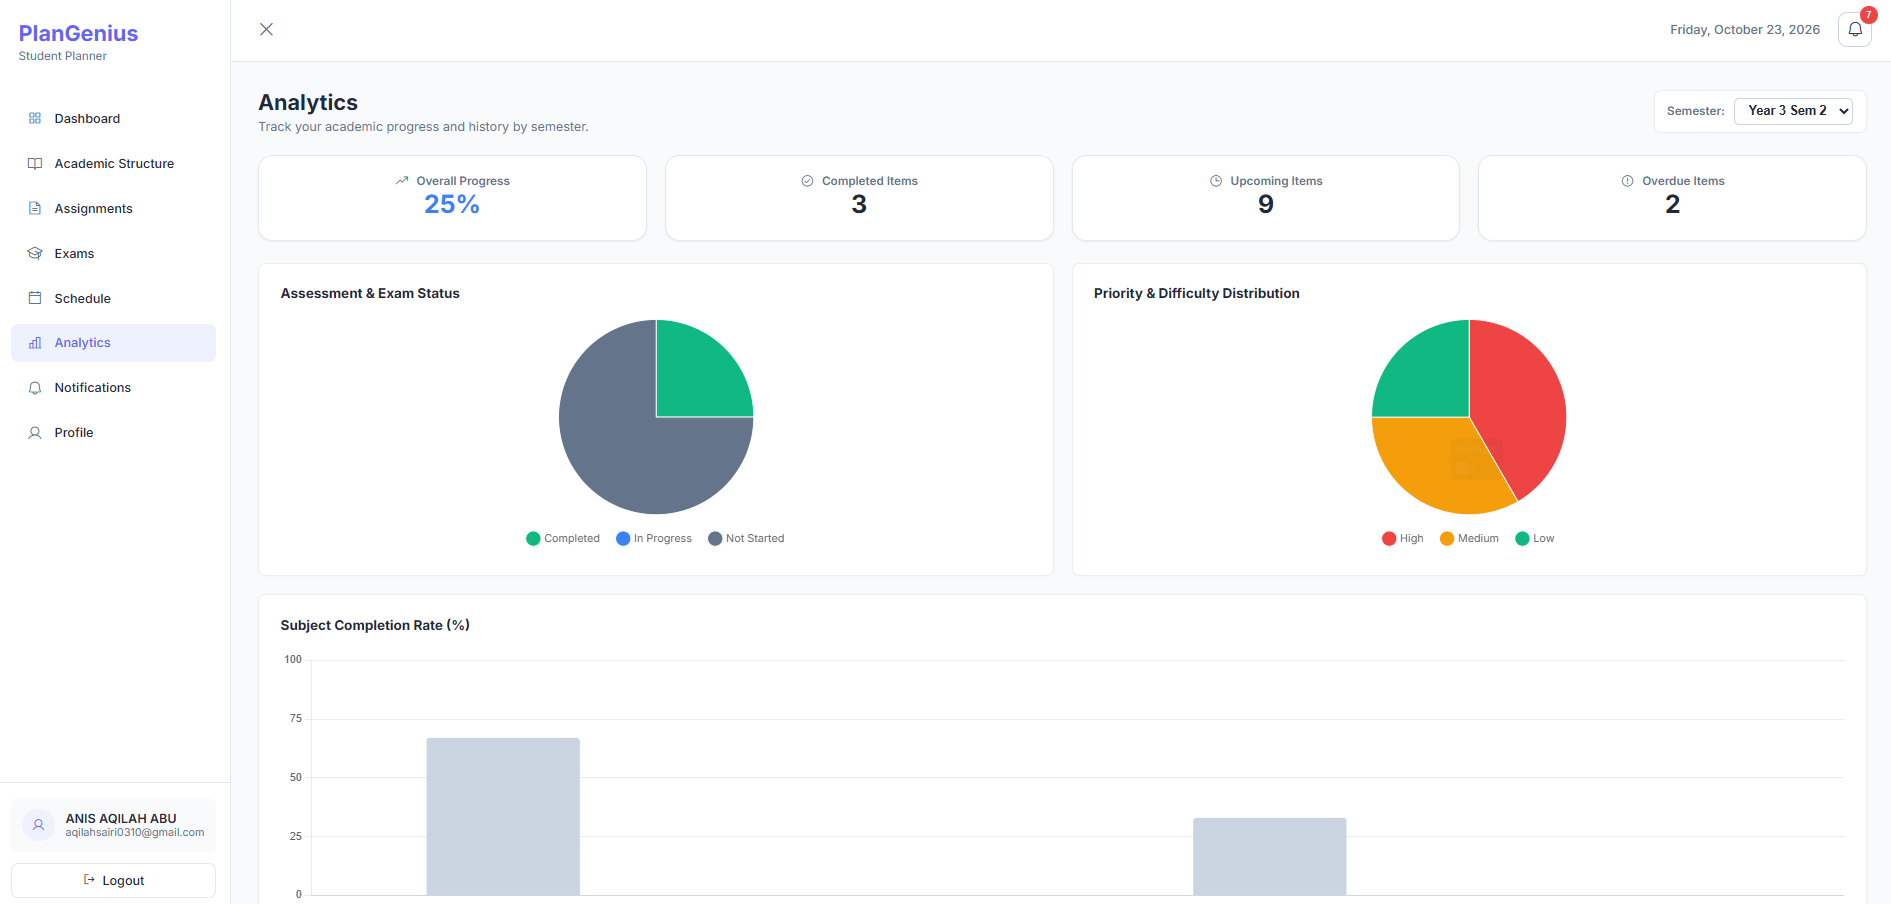 PlanGenius
Student Planner
Dashboard
Academic Structure
Assignments
Exams
Schedule
Analytics
Notifications
Profile
ANIS AQILAH ABU
aqilahsairi0310@gmail.com
Logout
Friday, October 23, 2026
7
Analytics
Track your academic progress and history by semester.
Semester: Year 3 Sem 2
Overall Progress
25%
Completed Items
3
Upcoming Items
9
Overdue Items
2
Assessment & Exam Status
Completed In Progress Not Started
Priority & Difficulty Distribution
High Medium Low
Subject Completion Rate (%)
100
75
50
25
0